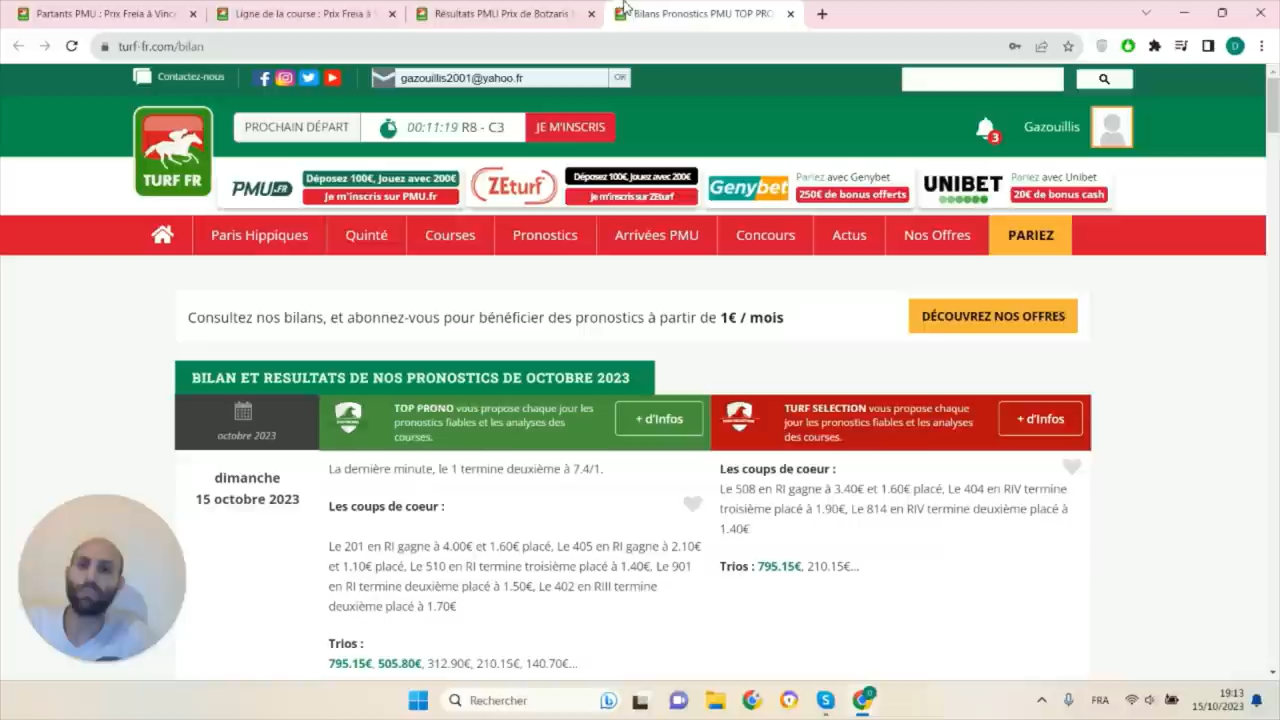 Partants PMU : Prix Freia à Vince
Ligne de la course : Prix Freia à
Résultats PMU Prix de Botzaris
Bilans Pronostics PMU TOP PRO
turf-fr.com/bilan
D
Contactez-nous
gazouillis2001@yahoo.fr
OK
PROCHAIN DÉPART
00:11:19 R8 - C3
JE M'INSCRIS
3
Gazouillis
TURF FR
PMU.FR
Déposez 100€, Jouez avec 200€
Je m'inscris sur PMU.fr
ZEturf
Déposez 100€, Jouez avec 200€
Je m'inscris sur ZEturf
Genybet
Pariez avec Genybet
250€ de bonus offerts
UNIBET
Pariez avec Unibet
20€ de bonus cash
Paris Hippiques
Quinté
Courses
Pronostics
Arrivées PMU
Concours
Actus
Nos Offres
PARIEZ
Consultez nos bilans, et abonnez-vous pour bénéficier des pronostics à partir de 1€ / mois
DÉCOUVREZ NOS OFFRES
BILAN ET RESULTATS DE NOS PRONOSTICS DE OCTOBRE 2023
octobre 2023
TOP PRONO vous propose chaque jour les
pronostics fiables et les analyses des
courses.
+ d'Infos
TURF SELECTION vous propose chaque
jour les pronostics fiables et les analyses
des courses.
+ d'Infos
dimanche
15 octobre 2023
La dernière minute, le 1 termine deuxième à 7.4/1.
Les coups de coeur :
Le 201 en RI gagne à 4.00€ et 1.60€ placé, Le 405 en RI gagne à 2.10€
et 1.10€ placé, Le 510 en RI termine troisième placé à 1.40€, Le 901
en RI termine deuxième placé à 1.50€, Le 402 en RIII termine
deuxième placé à 1.70€
Trios :
795.15€, 505.80€, 312.90€, 210.15€, 140.70€...
Les coups de coeur :
Le 508 en RI gagne à 3.40€ et 1.60€ placé, Le 404 en RIV termine
troisième placé à 1.90€, Le 814 en RIV termine deuxième placé à
1.40€
Trios : 795.15€, 210.15€...
Rechercher
FRA
19:13
15/10/2023